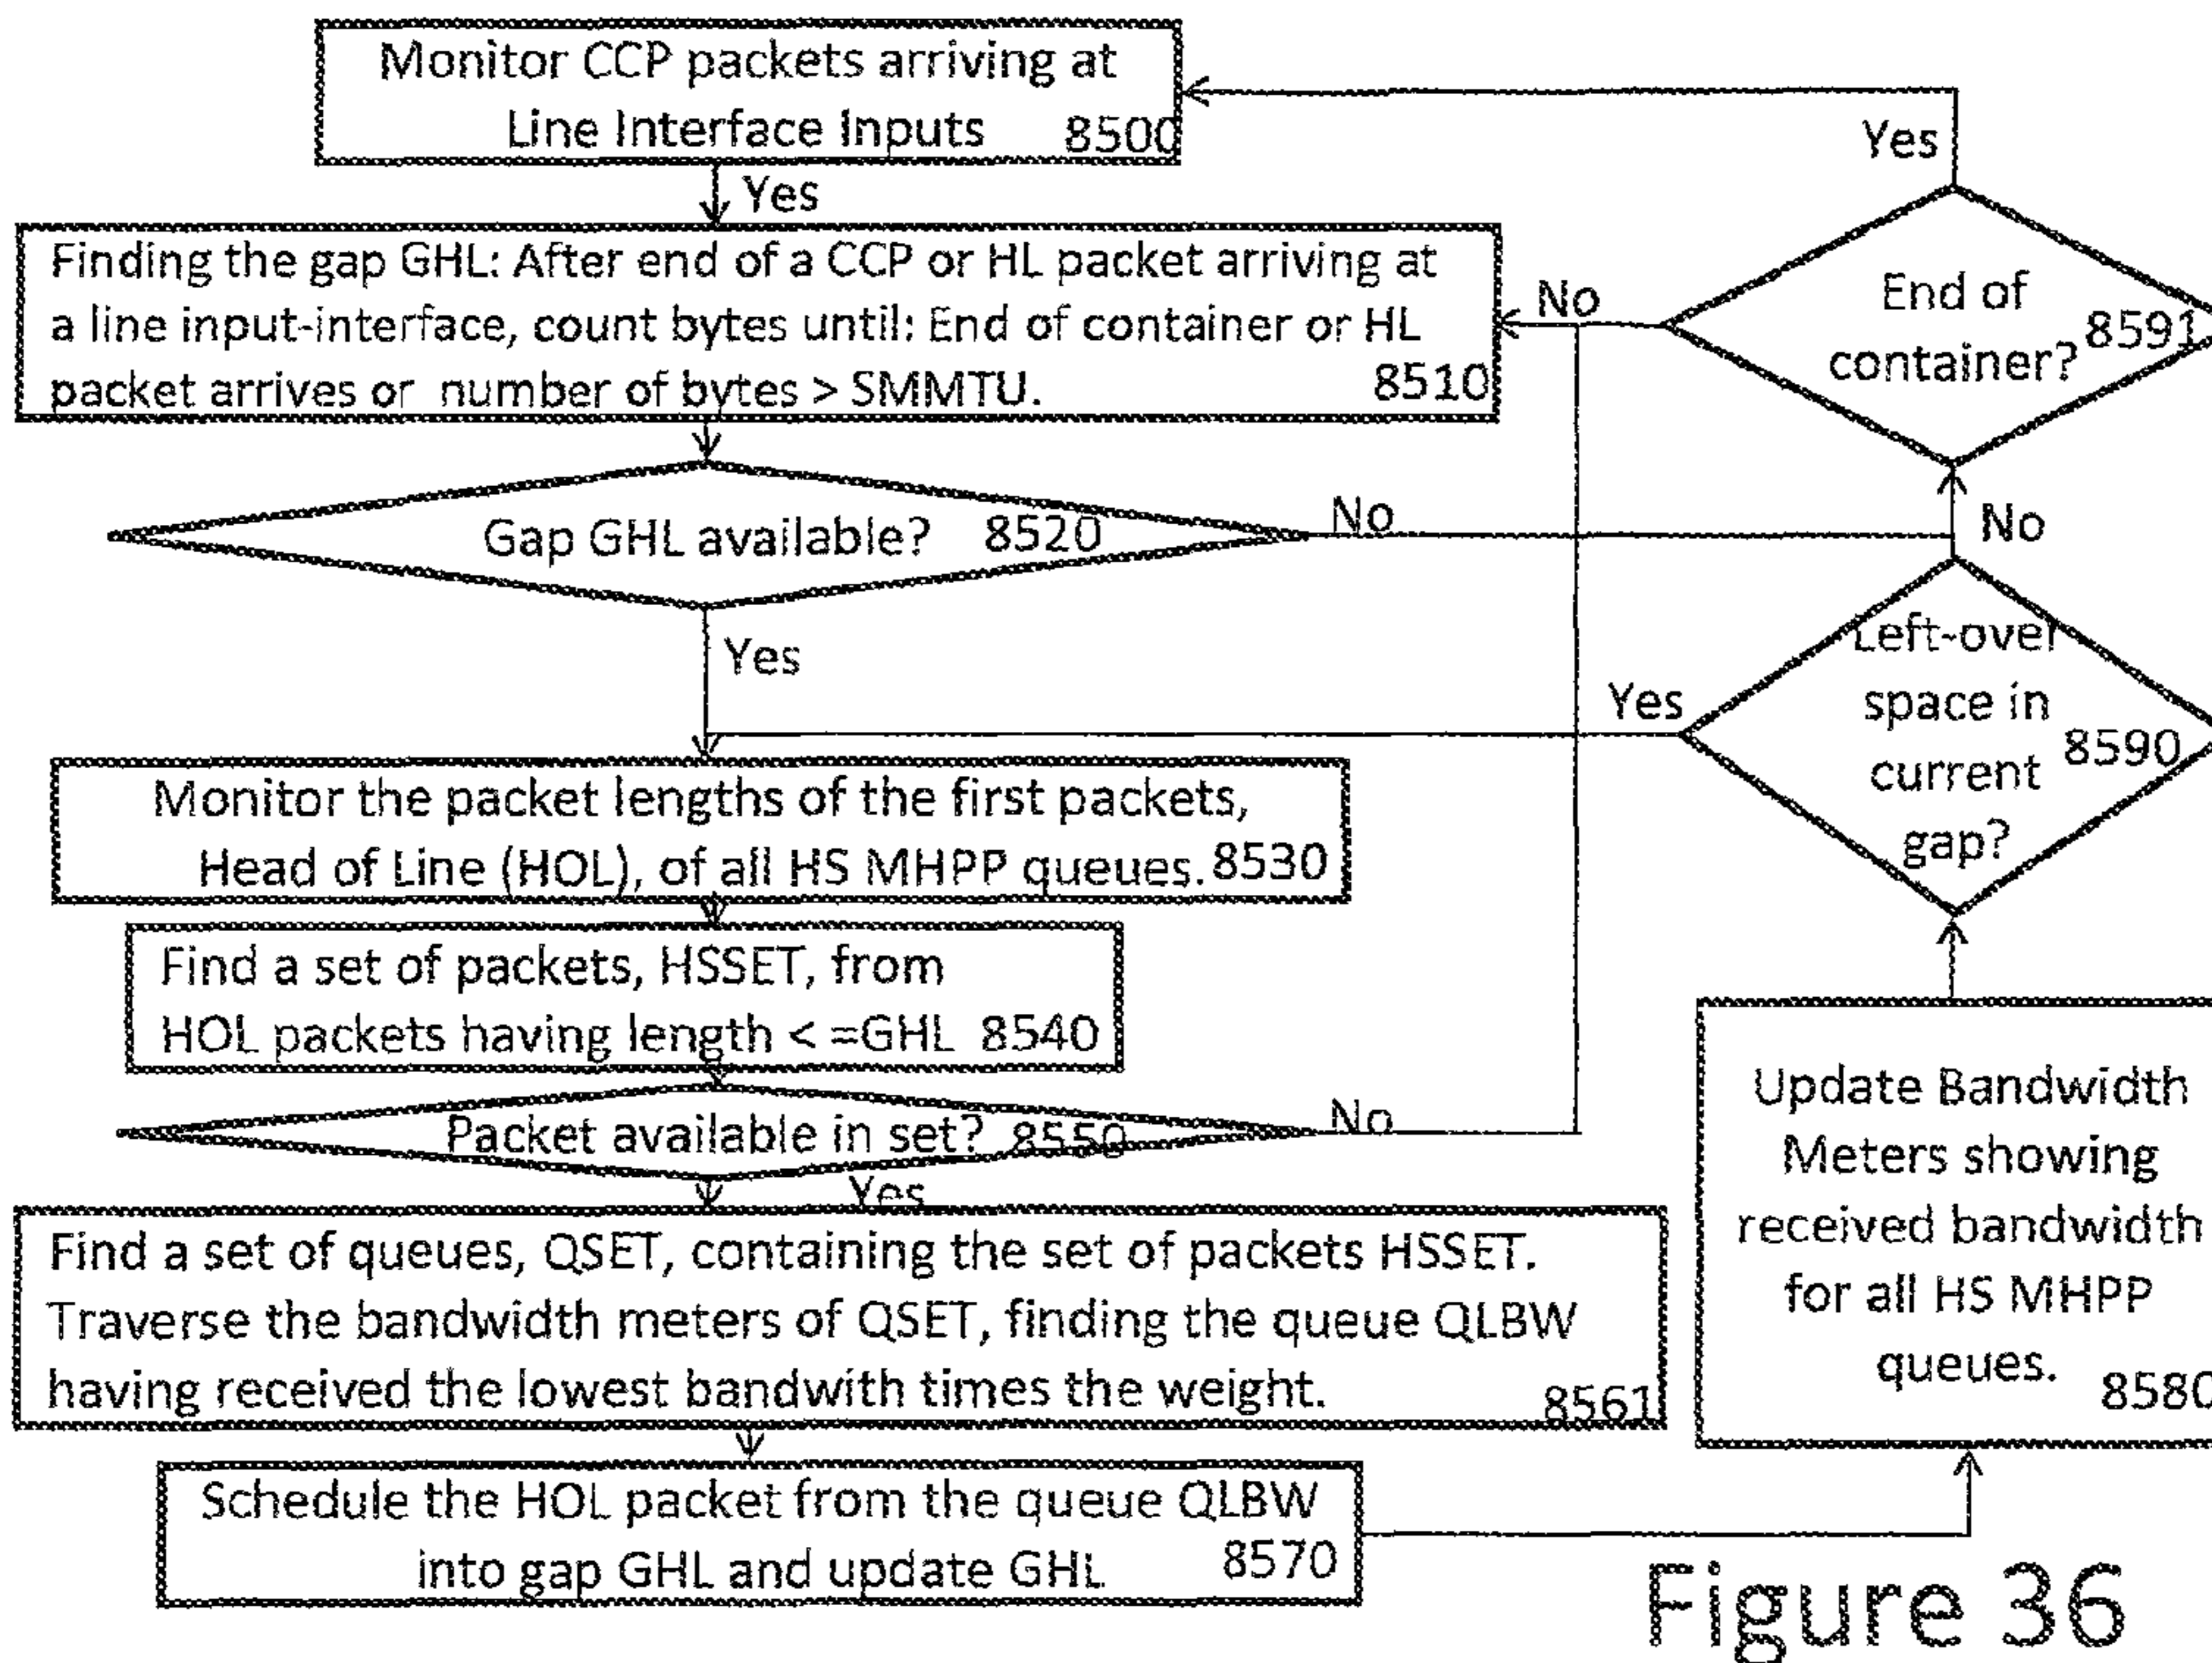 Monitor CCP packets arriving at
Line Interface Inputs 8500
Yes
Finding the gap GHL: After end of a CCP or HL packet arriving at
a line input-interface, count bytes until: End of container or HL
packet arrives or number of bytes > SMMTU. 8510
Gap GHL available? 8520
No
Yes
Monitor the packet lengths of the first packets,
Head of Line (HOL), of all HS MHPP queues. 8530
Find a set of packets, HSSET, from
HOL packets having length < =GHL 8540
Packet available in set? 8550
No
Yes
Find a set of queues, QSET, containing the set of packets HSSET.
Traverse the bandwidth meters of QSET, finding the queue QLBW
having received the lowest bandwith times the weight. 8561
Schedule the HOL packet from the queue QLBW
into gap GHL and update GHL 8570
Update Bandwidth
Meters showing
received bandwidth
for all HS MHPP
queues. 8580
Left-over
space in
current 8590
gap?
Yes
No
End of
container? 8591
No
Yes
Figure 36